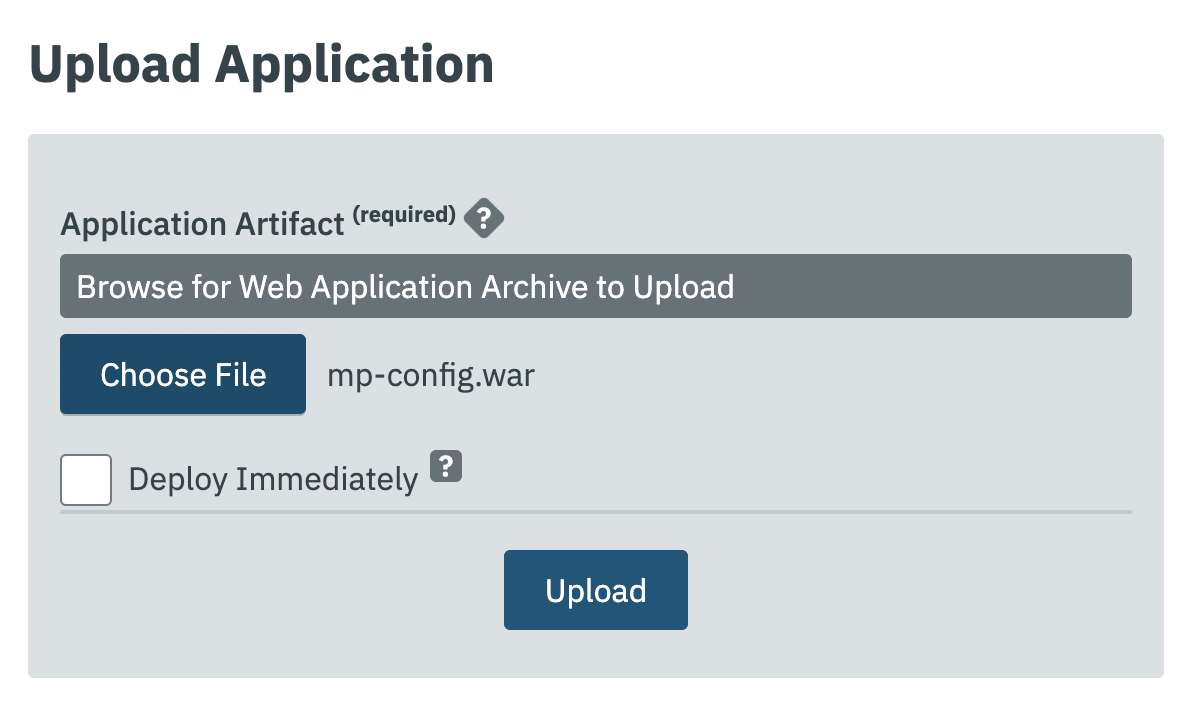 Upload Application
Application Artifact (required) ?
Browse for Web Application Archive to Upload
Choose File mp-config.war
Deploy Immediately ?
Upload